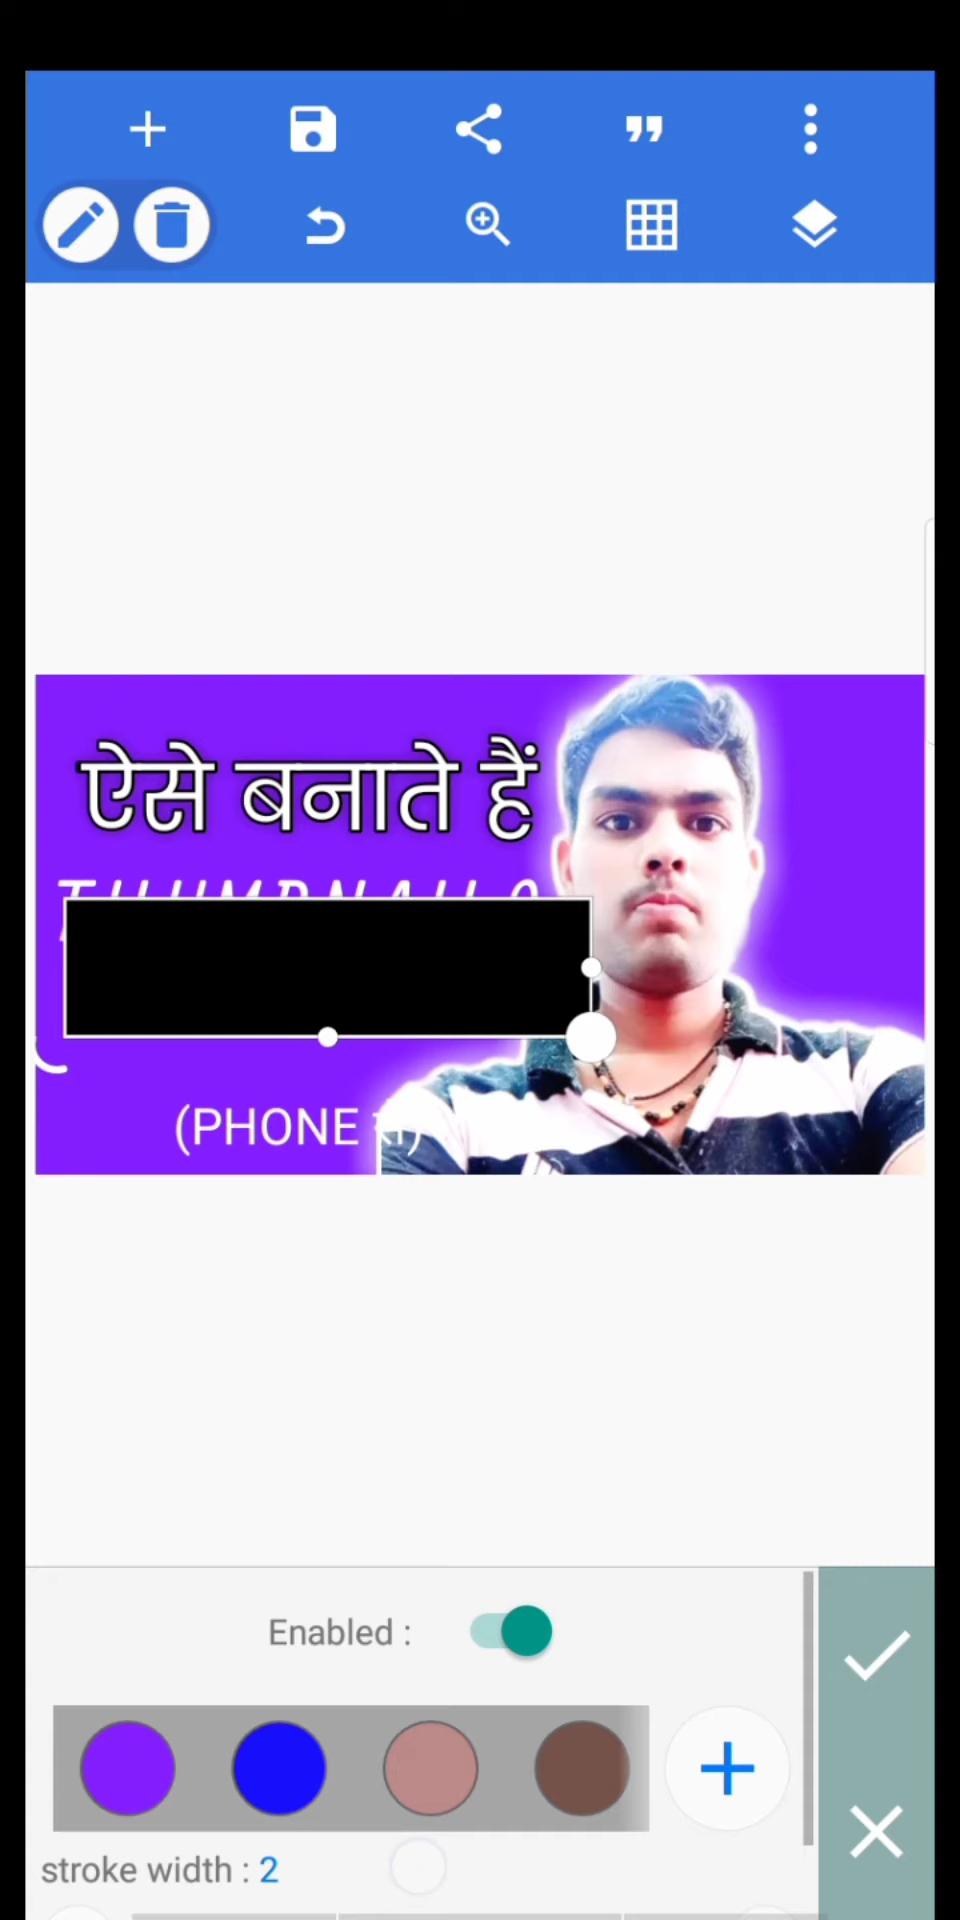 ऐसे बनाते हैं
(PHONE से)
Enabled :
stroke width : 2